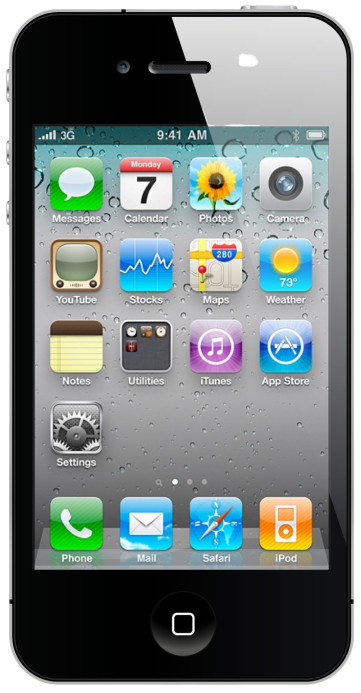 3G 9:41 AM
Monday
7
280
73°
Messages Calendar Photos Camera
YouTube Stocks Maps Weather
Notes Utilities iTunes App Store
Settings
Phone Mail Safari iPod